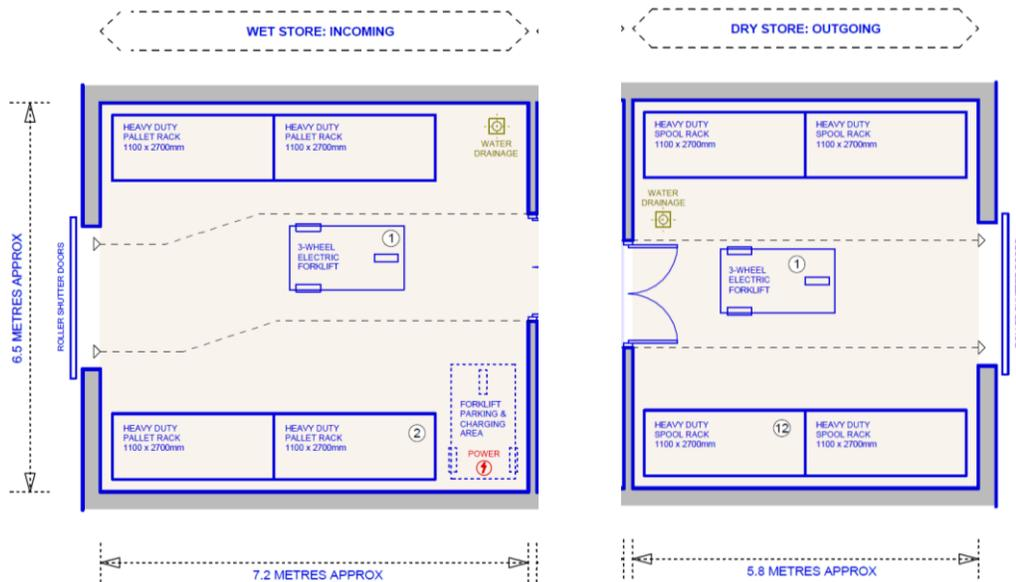 WET STORE: INCOMING
DRY STORE: OUTGOING
HEAVY DUTY
PALLET RACK
1100 x 2700mm
HEAVY DUTY
PALLET RACK
1100 x 2700mm
WATER
DRAINAGE
HEAVY DUTY
SPOOL RACK
1100 x 2700mm
HEAVY DUTY
SPOOL RACK
1100 x 2700mm
WATER
DRAINAGE
6.5 METRES APPROX
ROLLER SHUTTER DOORS
1
3-WHEEL
ELECTRIC
FORKLIFT
1
3-WHEEL
ELECTRIC
FORKLIFT
HEAVY DUTY
PALLET RACK
1100 x 2700mm
HEAVY DUTY
PALLET RACK
1100 x 2700mm
2
FORKLIFT
PARKING &
CHARGING
AREA
POWER
HEAVY DUTY
SPOOL RACK
1100 x 2700mm
12
HEAVY DUTY
SPOOL RACK
1100 x 2700mm
7.2 METRES APPROX
5.8 METRES APPROX